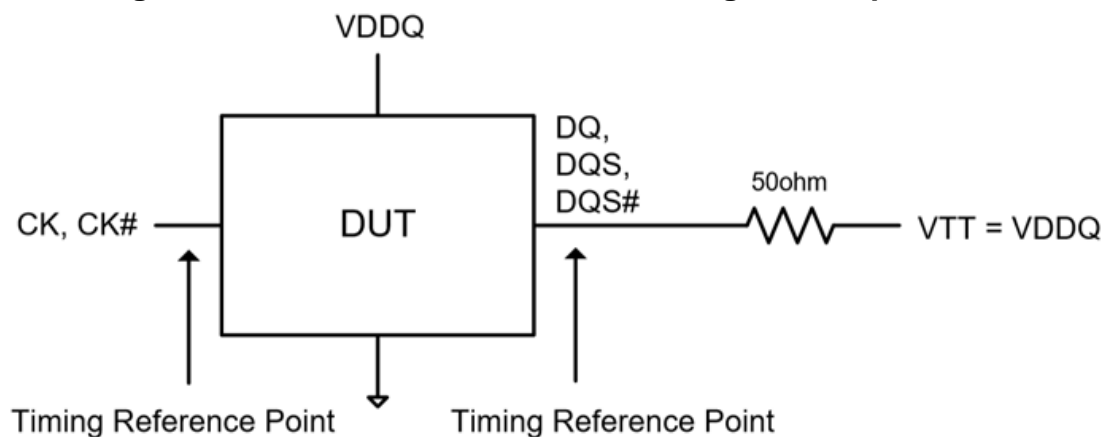 VDDQ
DQ,
DQS,
DQS#
50ohm
CK, CK#
DUT
VTT = VDDQ
Timing Reference Point
Timing Reference Point